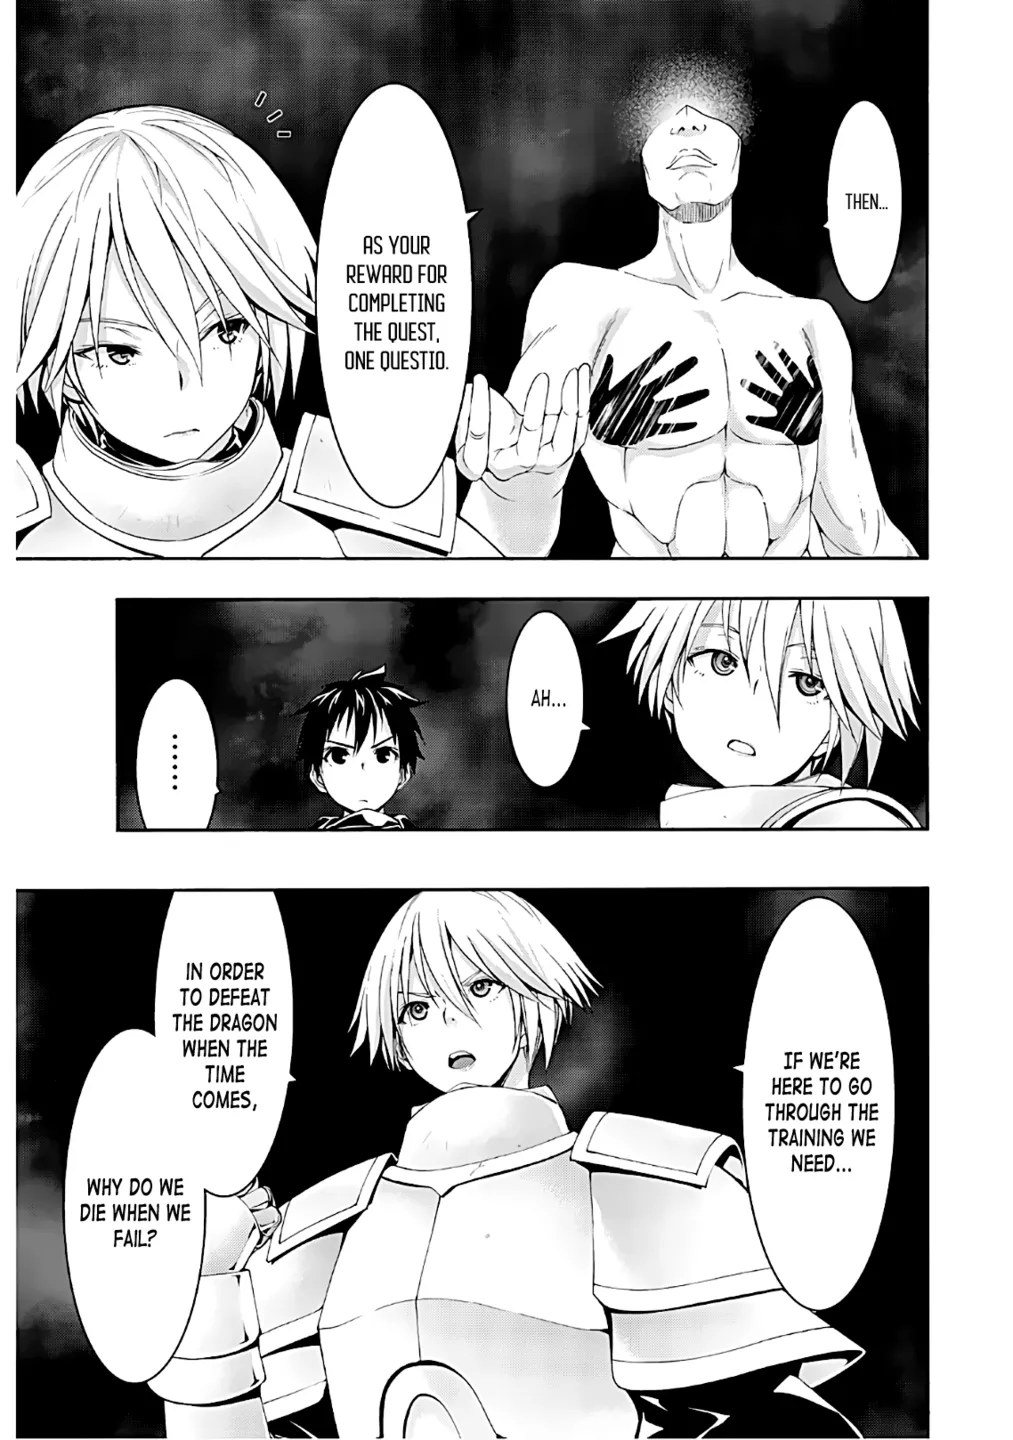 THEN...
AS YOUR
REWARD FOR
COMPLETING
THE QUEST,
ONE QUESTIO.
AH...
.......
IF WE'RE
HERE TO GO
THROUGH THE
TRAINING WE
NEED...
IN ORDER
TO DEFEAT
THE DRAGON
WHEN THE
TIME
COMES,
WHY DO WE
DIE WHEN WE
FAIL?